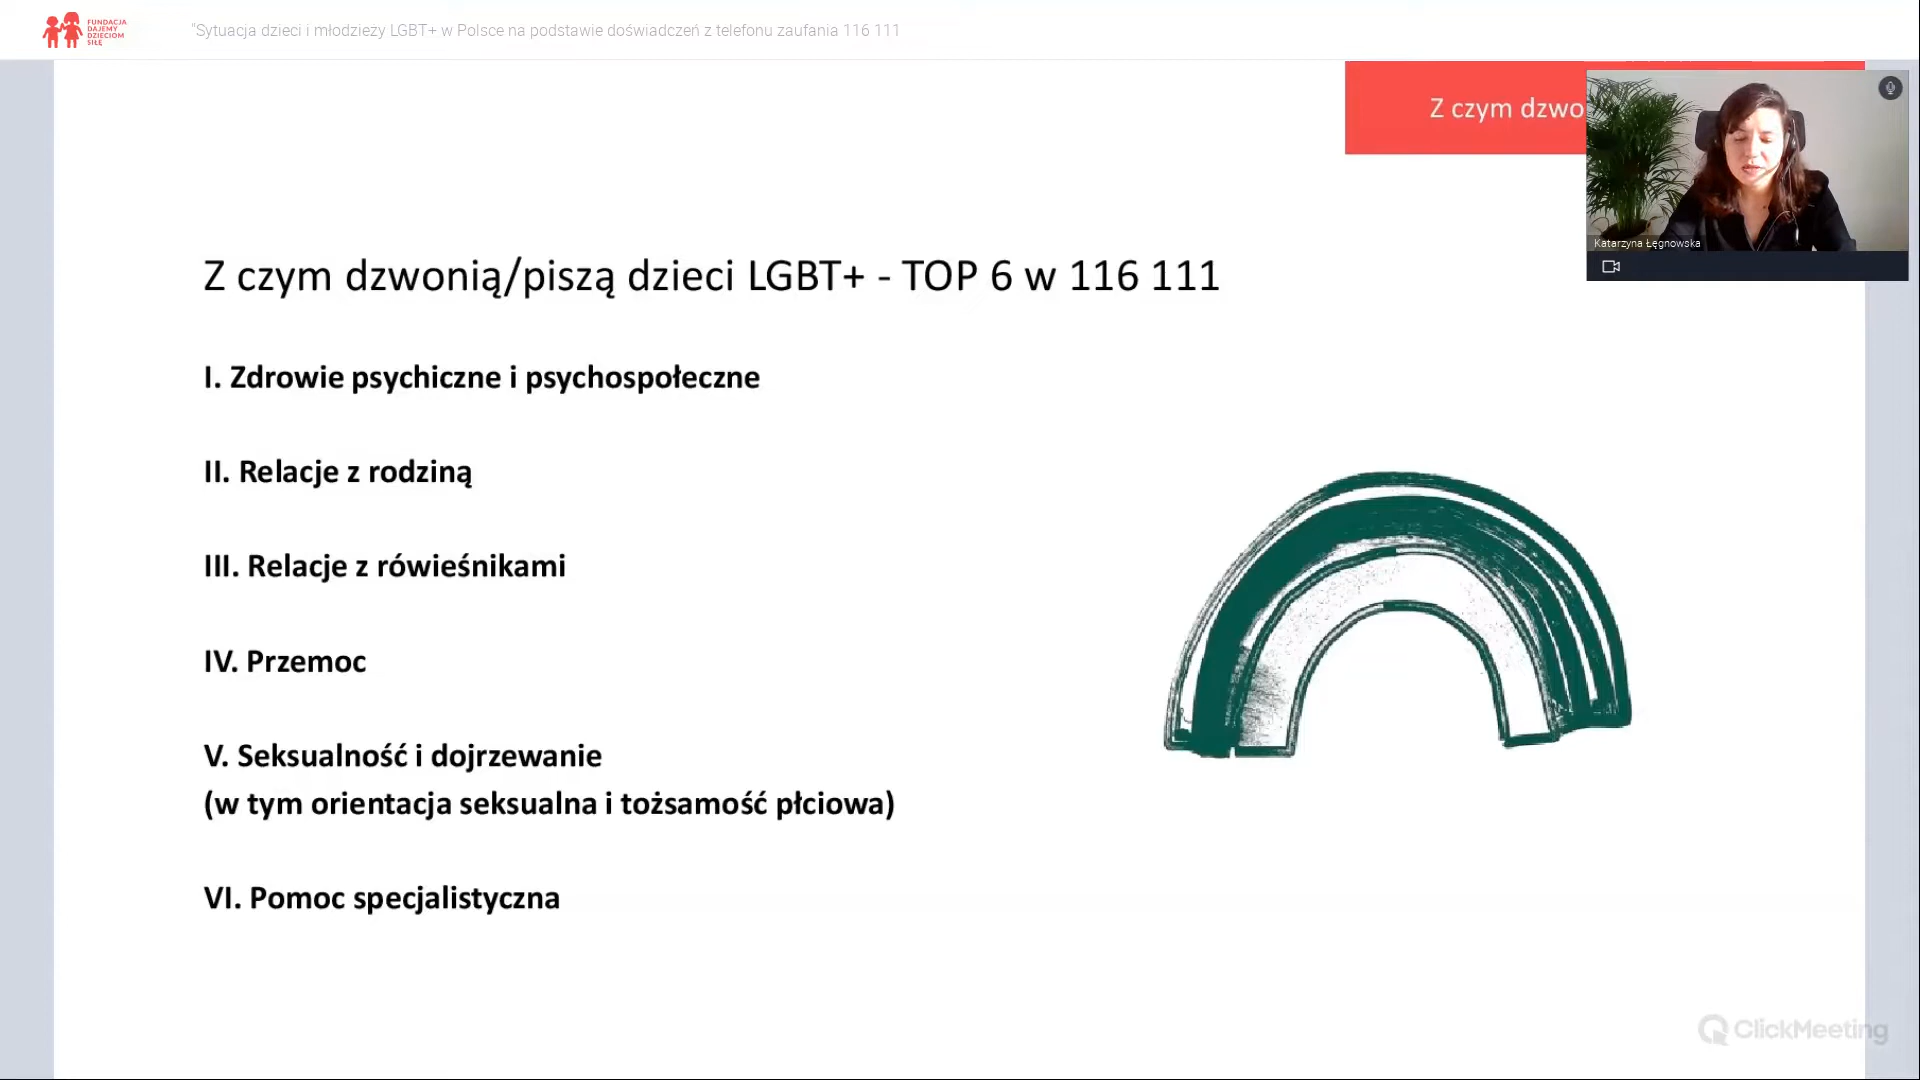 FUNDACJA
DAJEMY
DZIECIOM
SIŁĘ
"Sytuacja dzieci i młodzieży LGBT+ w Polsce na podstawie doświadczeń z telefonu zaufania 116 111
Z czym dzwo
Katarzyna Łęgnowska
Z czym dzwonią/piszą dzieci LGBT+ - TOP 6 w 116 111
I. Zdrowie psychiczne i psychospołeczne
II. Relacje z rodziną
III. Relacje z rówieśnikami
IV. Przemoc
V. Seksualność i dojrzewanie
(w tym orientacja seksualna i tożsamość płciowa)
VI. Pomoc specjalistyczna
ClickMeeting